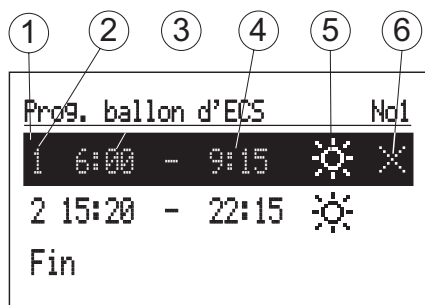 1 2 3 4 5 6
Prog. ballon d'ECS No1
1 6:00 - 9:15
2 15:20 - 22:15
Fin